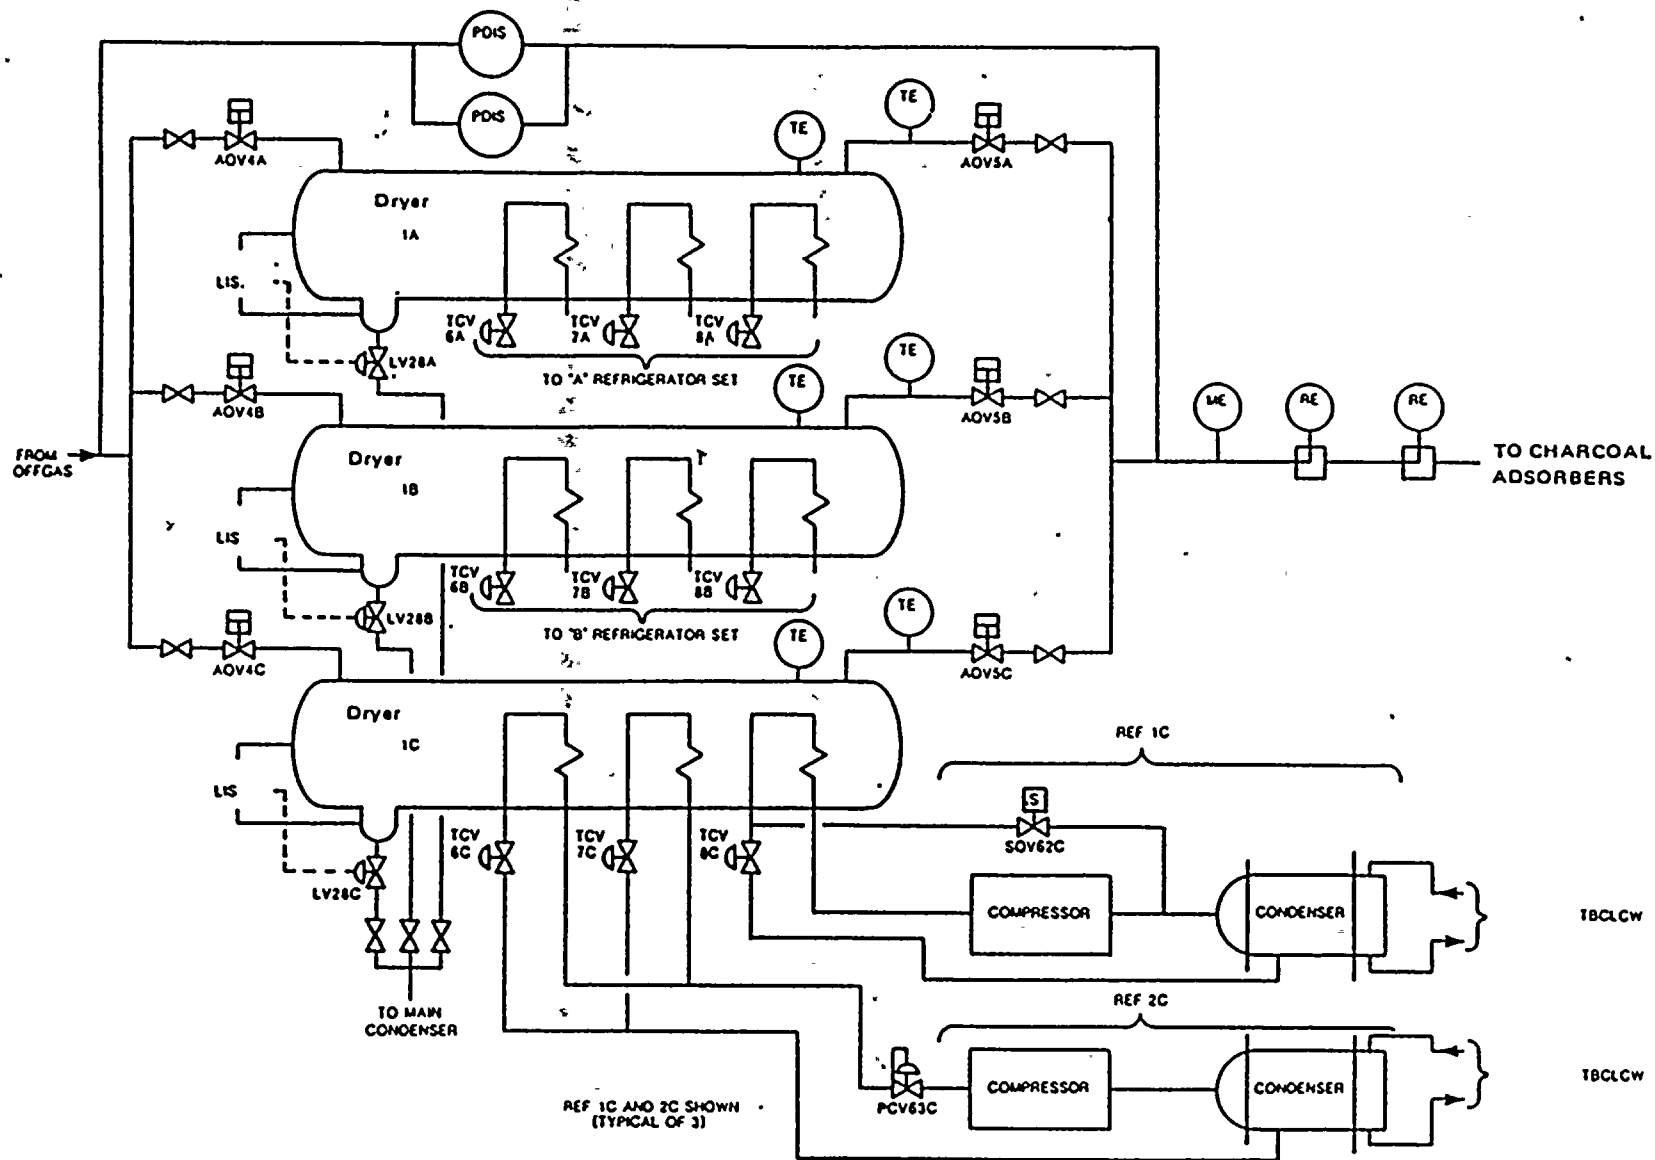 PDIS
PDIS
TE
TE
AOV4A
AOV5A
Dryer
1A
LIS.
TCV
6A
TCV
7A
TCV
8A
LV28A
TO "A" REFRIGERATOR SET
TE
TE
AOV4B
AOV5B
ME
RE
RE
FROM
OFFGAS
TO CHARCOAL
ADSORBERS
Dryer
1B
LIS
TCV
6B
TCV
7B
TCV
8B
LV28B
TO "B" REFRIGERATOR SET
TE
TE
AOV4C
AOV5C
Dryer
1C
REF 1C
LIS
TCV
6C
TCV
7C
TCV
8C
S
SOV62C
LV28C
COMPRESSOR
CONDENSER
TBCLCW
TO MAIN
CONDENSER
REF 2C
COMPRESSOR
CONDENSER
TBCLCW
PCV63C
REF 1C AND 2C SHOWN
(TYPICAL OF 3)